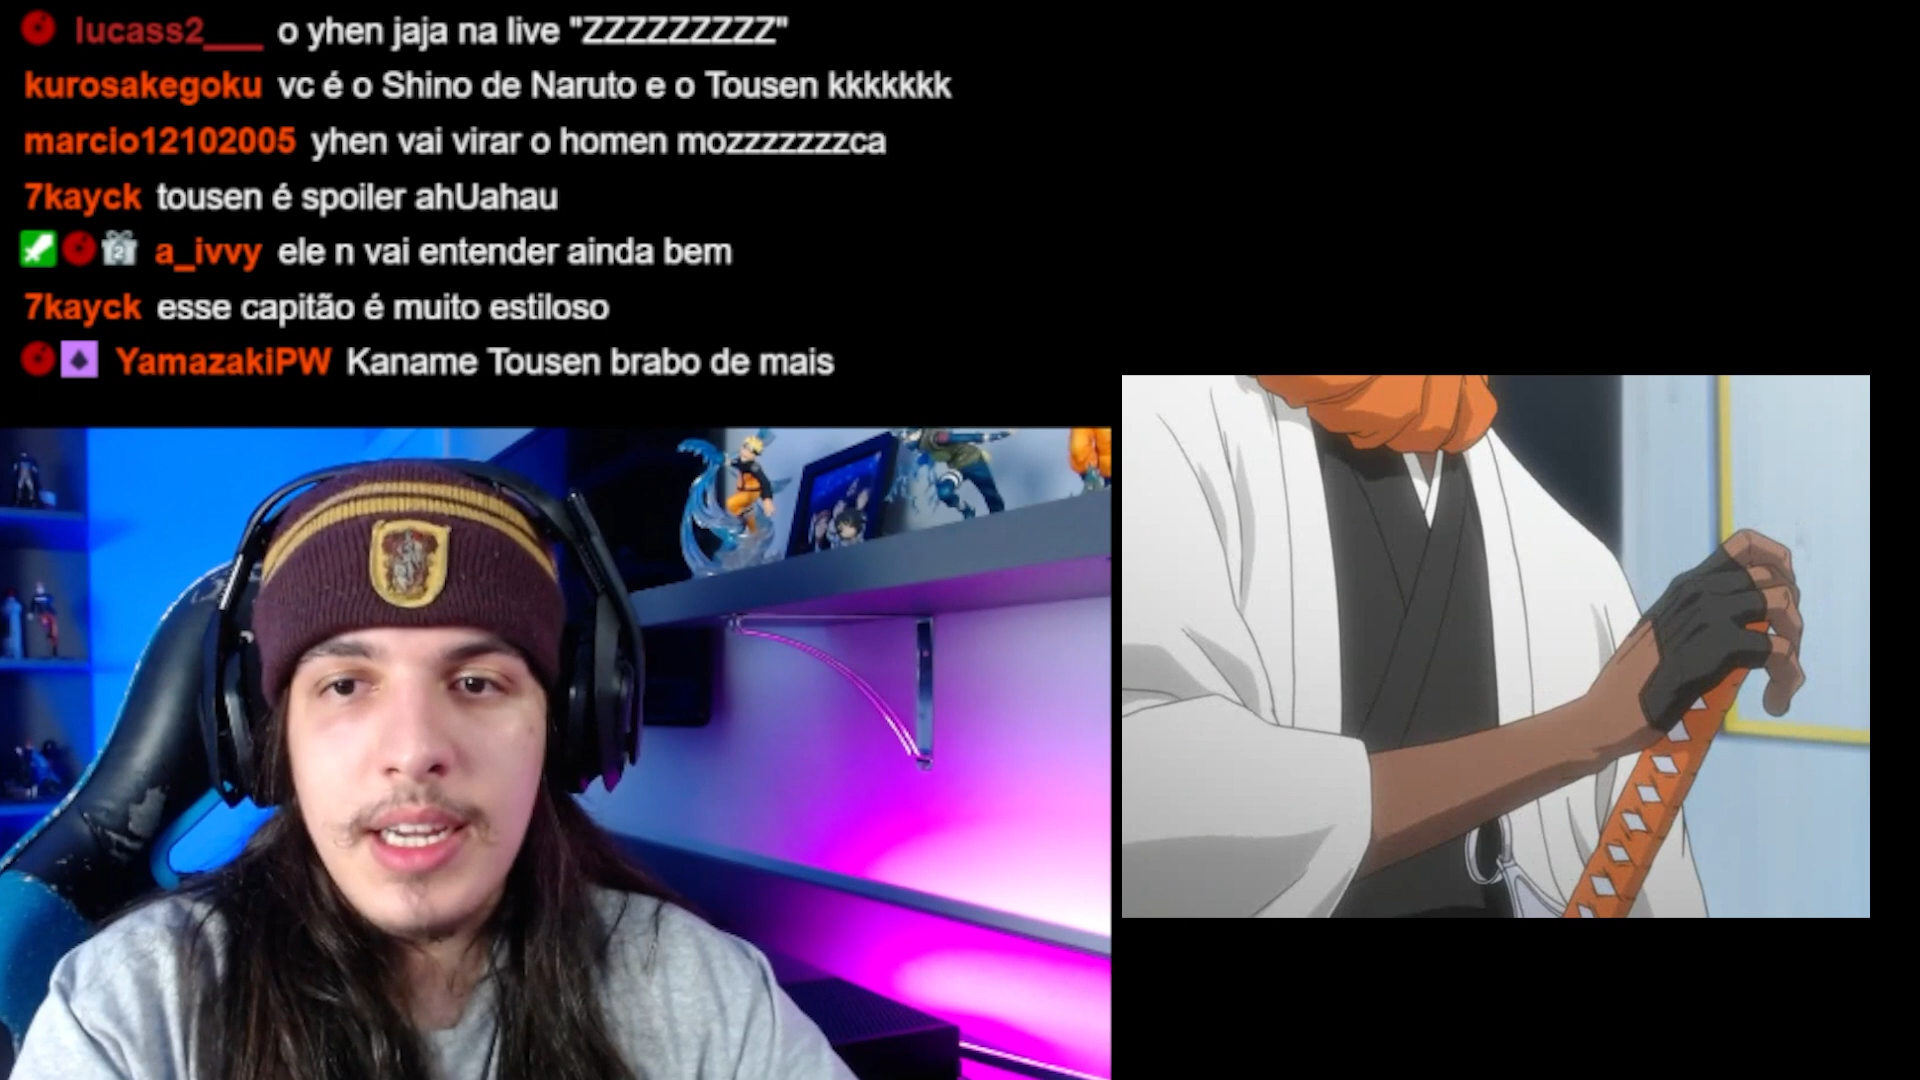 lucass2___ o yhen jaja na live "ZZZZZZZZZ"
kurosakegoku vc é o Shino de Naruto e o Tousen kkkkkkk
marcio12102005 yhen vai virar o homen mozzzzzzzca
7kayck tousen é spoiler ahUahau
2 a_ivvy ele n vai entender ainda bem
7kayck esse capitão é muito estiloso
YamazakiPW Kaname Tousen brabo de mais